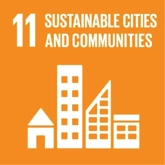 11 SUSTAINABLE CITIES
AND COMMUNITIES